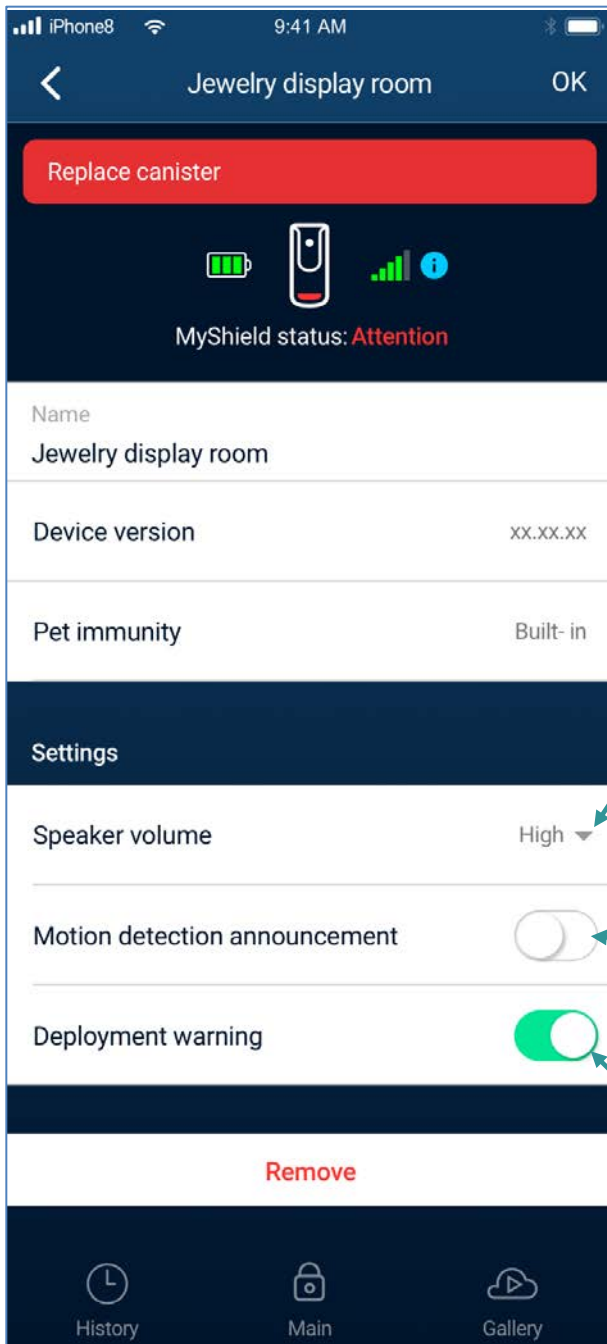 iPhone8 9:41 AM
Jewelry display room OK
Replace canister
i
MyShield status: Attention
Name
Jewelry display room
Device version xx.xx.xx
Pet immunity Built- in
Settings
Speaker volume High
Motion detection announcement
Deployment warning
Remove
History Main Gallery